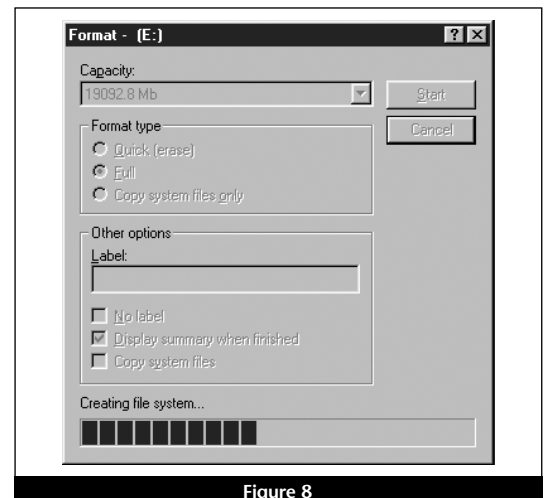 Format - (E:)
Capacity:
19092.8 Mb
Start
Cancel
Format type
Quick (erase)
Full
Copy system files only
Other options
Label:
No label
Display summary when finished
Copy system files
Creating file system...
Figure 8